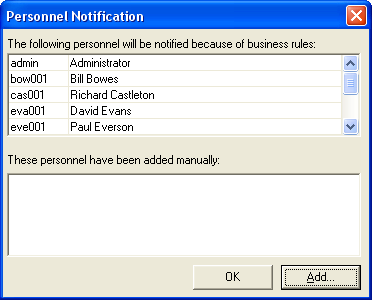 Personnel Notification
The following personnel will be notified because of business rules:
admin Administrator
bow001 Bill Bowes
cas001 Richard Castleton
eva001 David Evans
eve001 Paul Everson
These personnel have been added manually:
OK Add...